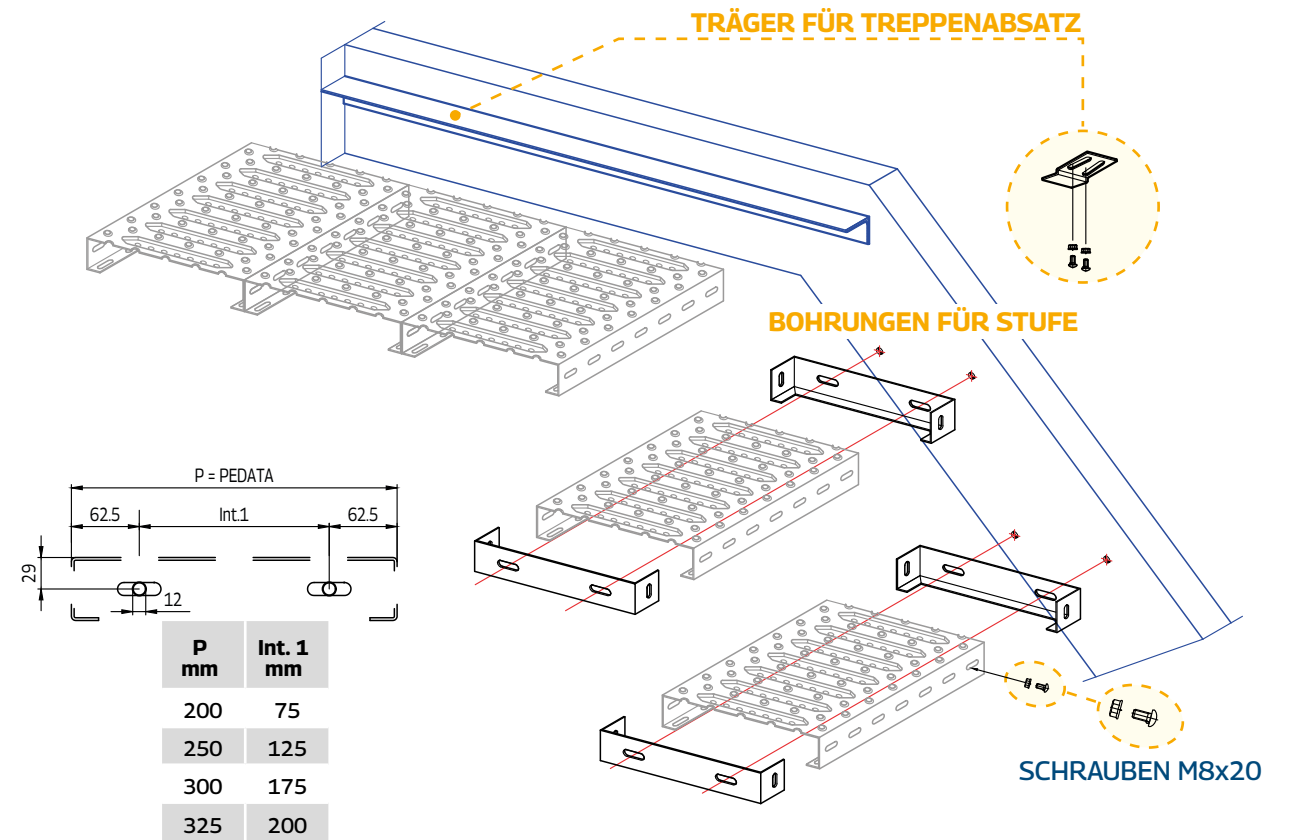 TRÄGER FÜR TREPPENABSATZ
BOHRUNGEN FÜR STUFE
P = PEDATA
62.5 Int.1 62.5
29
12
P mm Int. 1 mm
200 75
250 125
300 175
325 200
SCHRAUBEN M8x20